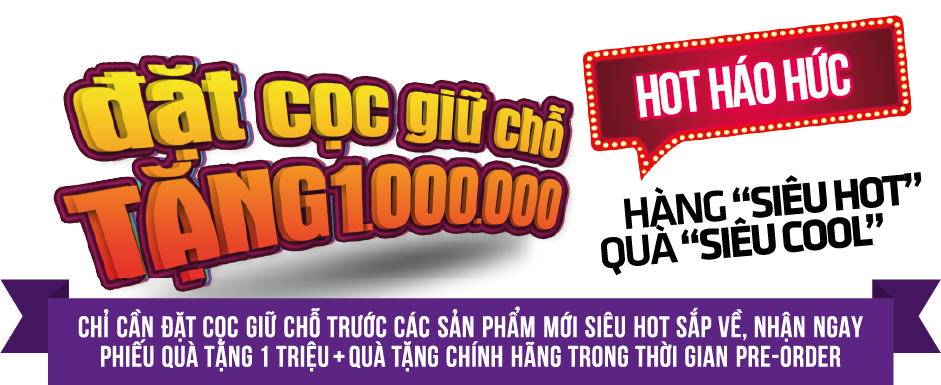 đặt cọc giữ chỗ
TẶNG 1.000.000
HOT HÁO HỨC
HÀNG “SIÊU HOT”
QUÀ “SIÊU COOL”
CHỈ CẦN ĐẶT CỌC GIỮ CHỖ TRƯỚC CÁC SẢN PHẨM MỚI SIÊU HOT SẮP VỀ, NHẬN NGAY
PHIẾU QUÀ TẶNG 1 TRIỆU + QUÀ TẶNG CHÍNH HÃNG TRONG THỜI GIAN PRE-ORDER